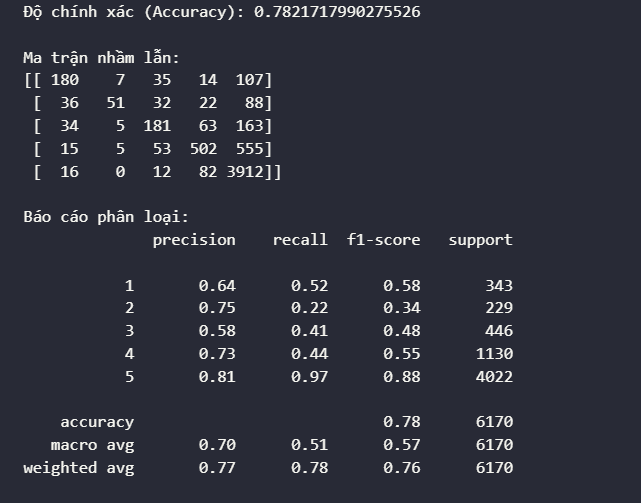 Độ chính xác (Accuracy): 0.7821717990275526
Ma trận nhầm lẫn:
[[ 180 7 35 14 107]
[ 36 51 32 22 88]
[ 34 5 181 63 163]
[ 15 5 53 502 555]
[ 16 0 12 82 3912]]
Báo cáo phân loại:
precision recall f1-score support
1 0.64 0.52 0.58 343
2 0.75 0.22 0.34 229
3 0.58 0.41 0.48 446
4 0.73 0.44 0.55 1130
5 0.81 0.97 0.88 4022
accuracy 0.78 6170
macro avg 0.70 0.51 0.57 6170
weighted avg 0.77 0.78 0.76 6170